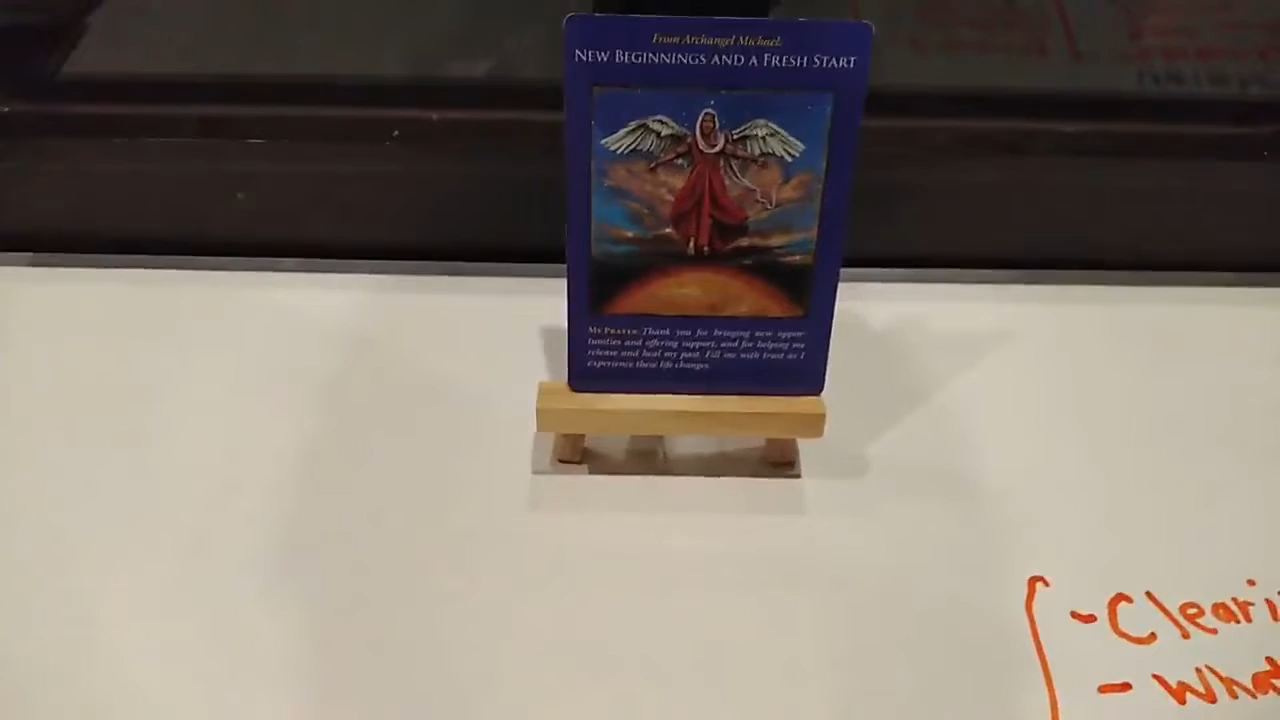 From Archangel Michael:
NEW BEGINNINGS AND A FRESH START
MY PRAYER: Thank you for bringing new oppor-
tunities and offering support, and for helping me
release and heal my past. Fill me with trust as I
experience these life changes.
- Cleari
- What